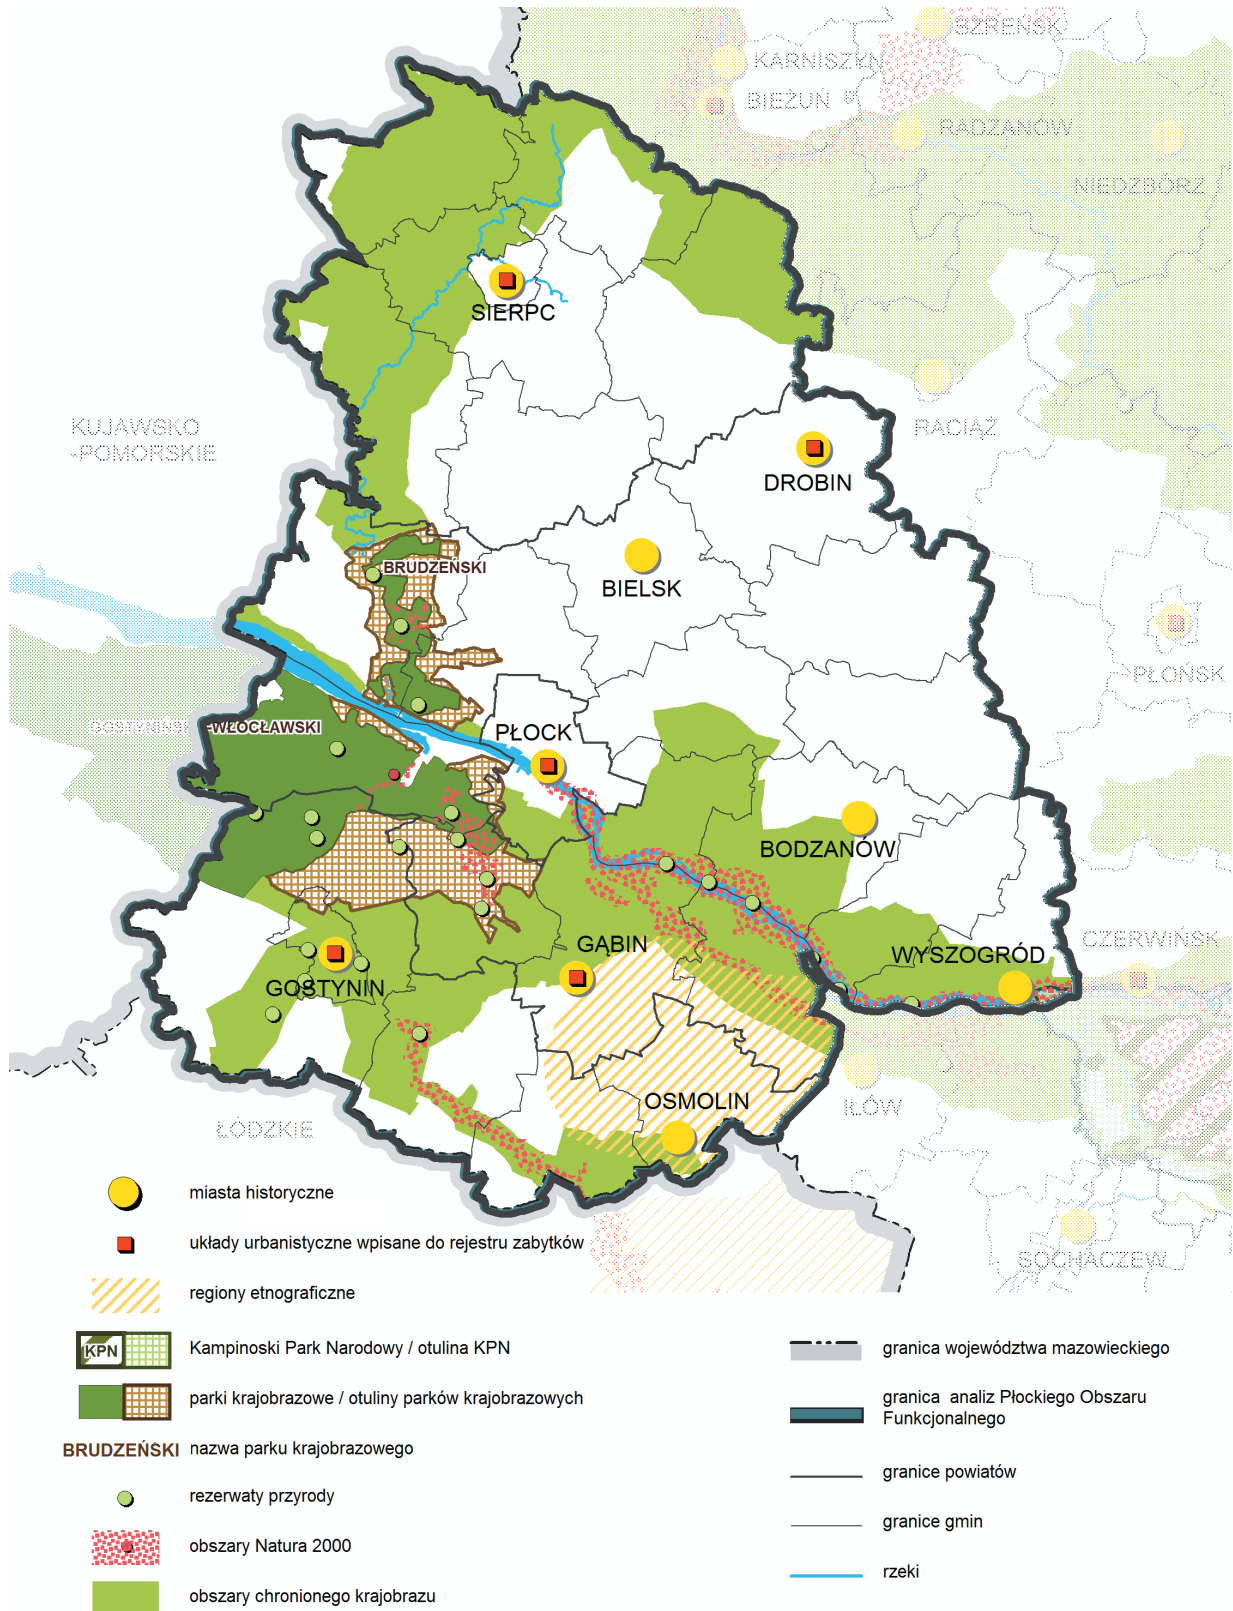 SZREŃSK
KARNISZYN
BIEŻUŃ
RADZANÓW
NIEDZBÓRZ
SIERPC
RACIĄŻ
KUJAWSKO
-POMORSKIE
DROBIN
BRUDZEŃSKI
BIELSK
PŁOŃSK
GOSTYNIŃSKO-WŁOCŁAWSKI
PŁOCK
BODZANÓW
GĄBIN
WYSZOGRÓD
CZERWIŃSK
GOSTYNIN
OSMOLIN
IŁÓW
ŁÓDZKIE
SOCHACZEW
miasta historyczne
układy urbanistyczne wpisane do rejestru zabytków
regiony etnograficzne
KPN
Kampinoski Park Narodowy / otulina KPN
parki krajobrazowe / otuliny parków krajobrazowych
BRUDZEŃSKI nazwa parku krajobrazowego
rezerwaty przyrody
obszary Natura 2000
obszary chronionego krajobrazu
granica województwa mazowieckiego
granica analiz Płockiego Obszaru
Funkcjonalnego
granice powiatów
granice gmin
rzeki